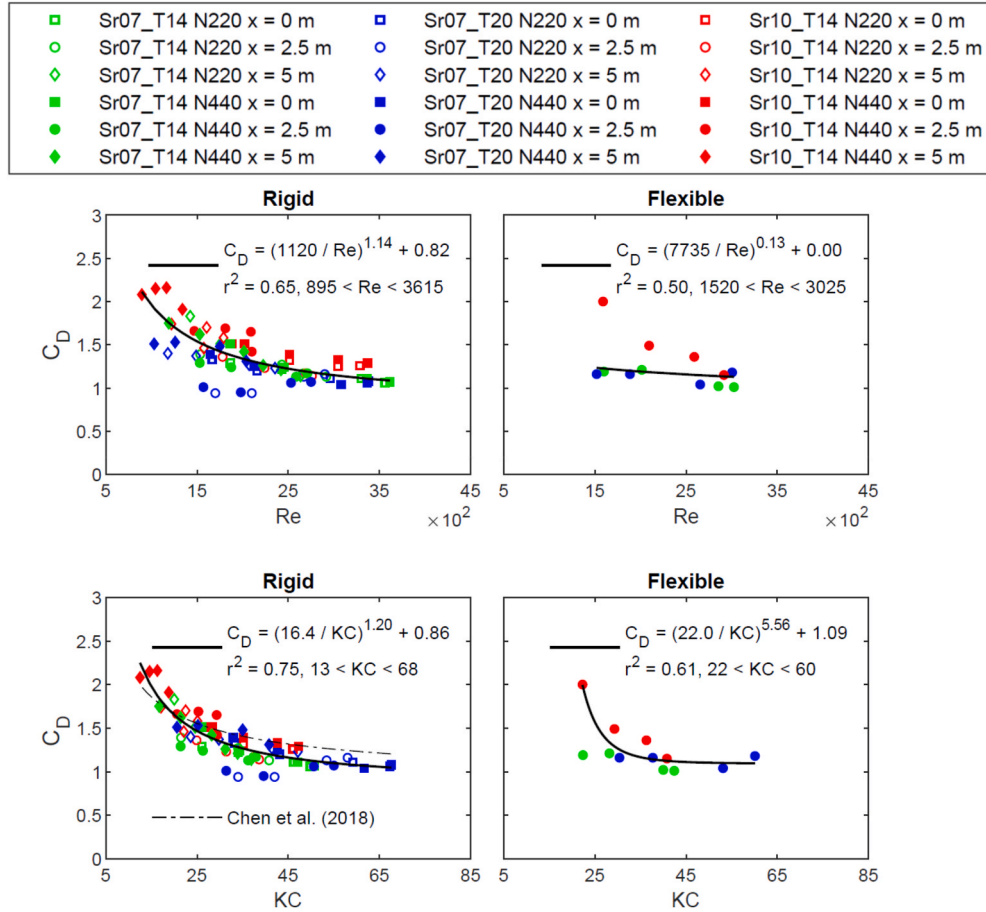 Sr07_T14 N220 x = 0 m Sr07_T20 N220 x = 0 m Sr10_T14 N220 x = 0 m
Sr07_T14 N220 x = 2.5 m Sr07_T20 N220 x = 2.5 m Sr10_T14 N220 x = 2.5 m
Sr07_T14 N220 x = 5 m Sr07_T20 N220 x = 5 m Sr10_T14 N220 x = 5 m
Sr07_T14 N440 x = 0 m Sr07_T20 N440 x = 0 m Sr10_T14 N440 x = 0 m
Sr07_T14 N440 x = 2.5 m Sr07_T20 N440 x = 2.5 m Sr10_T14 N440 x = 2.5 m
Sr07_T14 N440 x = 5 m Sr07_T20 N440 x = 5 m Sr10_T14 N440 x = 5 m
Rigid
3
2.5
2
1.5
1
0.5
0
C_D
C_D = (1120 / Re)^1.14 + 0.82
r^2 = 0.65, 895 < Re < 3615
5 15 25 35 45
Re
×10^2
Flexible
C_D = (7735 / Re)^0.13 + 0.00
r^2 = 0.50, 1520 < Re < 3025
5 15 25 35 45
Re
×10^2
Rigid
3
2.5
2
1.5
1
0.5
0
C_D
C_D = (16.4 / KC)^1.20 + 0.86
r^2 = 0.75, 13 < KC < 68
Chen et al. (2018)
5 25 45 65 85
KC
Flexible
C_D = (22.0 / KC)^5.56 + 1.09
r^2 = 0.61, 22 < KC < 60
5 25 45 65 85
KC